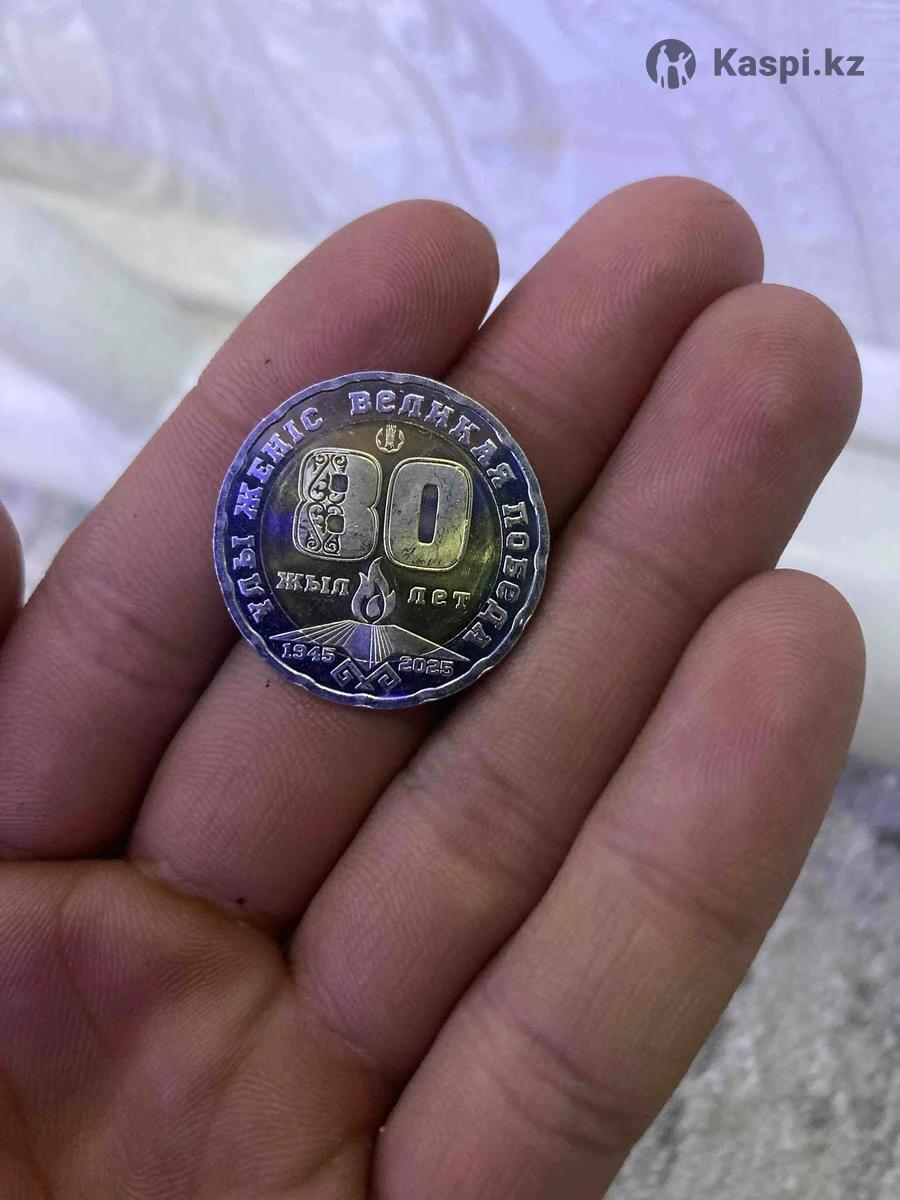 Kaspi.kz
ҰЛЫ ЖЕҢІС ВЕЛИКАЯ ПОБЕДА
80
ЖЫЛ ЛЕТ
1945 2025